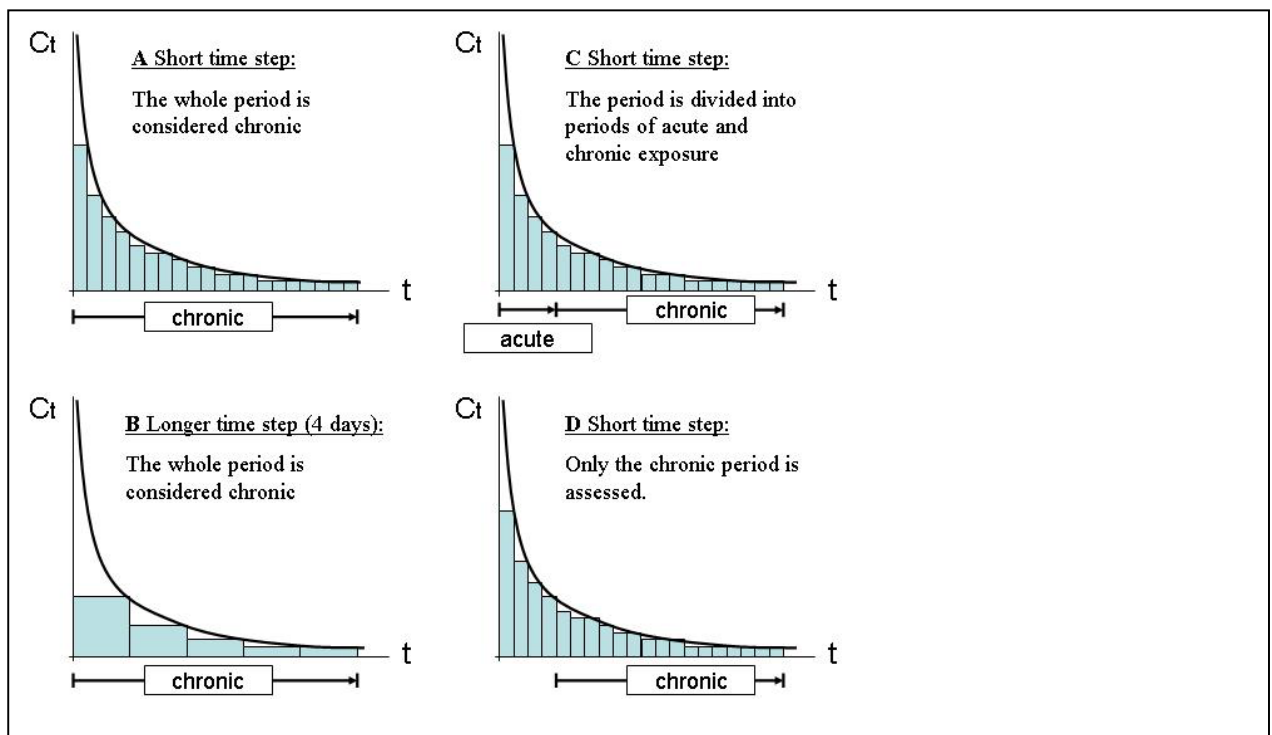 Ct
A Short time step:
The whole period is
considered chronic
t
chronic
Ct
C Short time step:
The period is divided into
periods of acute and
chronic exposure
t
chronic
acute
Ct
B Longer time step (4 days):
The whole period is
considered chronic
t
chronic
Ct
D Short time step:
Only the chronic period is
assessed.
t
chronic